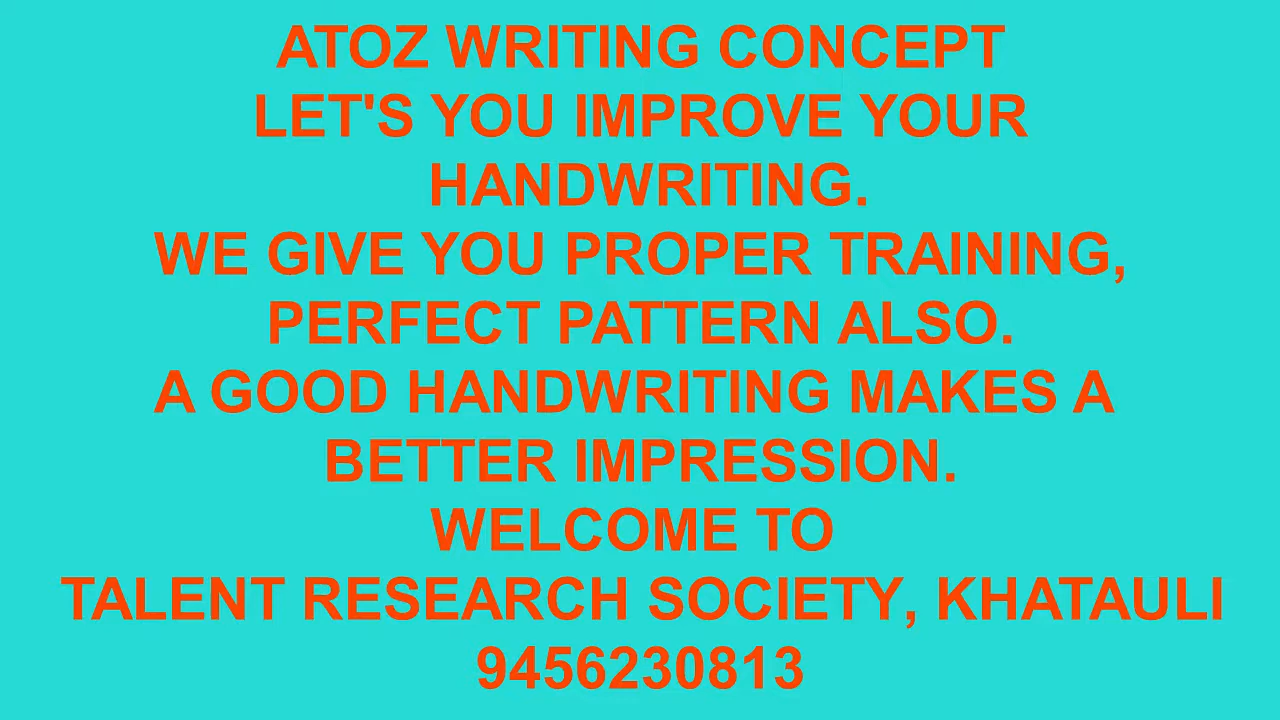 ATOZ WRITING CONCEPT
LET'S YOU IMPROVE YOUR
HANDWRITING.
WE GIVE YOU PROPER TRAINING,
PERFECT PATTERN ALSO.
A GOOD HANDWRITING MAKES A
BETTER IMPRESSION.
WELCOME TO
TALENT RESEARCH SOCIETY, KHATAULI
9456230813